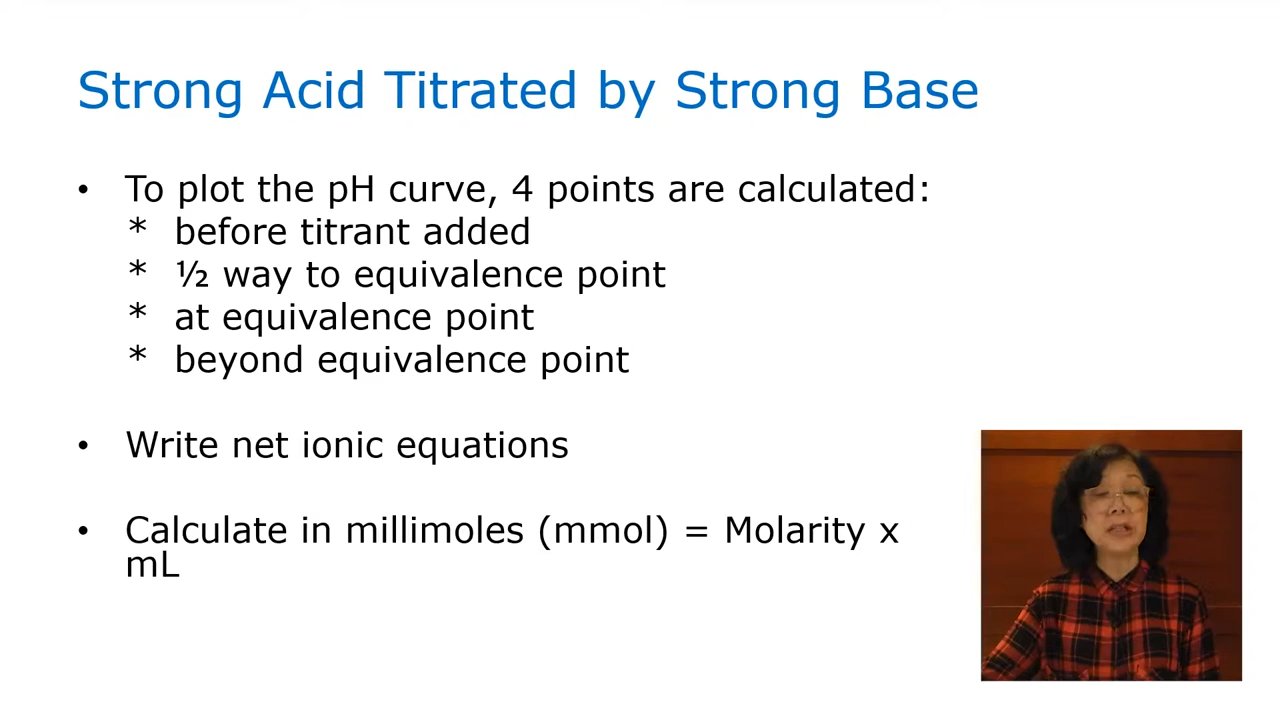 Strong Acid Titrated by Strong Base
• To plot the pH curve, 4 points are calculated:
* before titrant added
* ½ way to equivalence point
* at equivalence point
* beyond equivalence point
• Write net ionic equations
• Calculate in millimoles (mmol) = Molarity x
mL